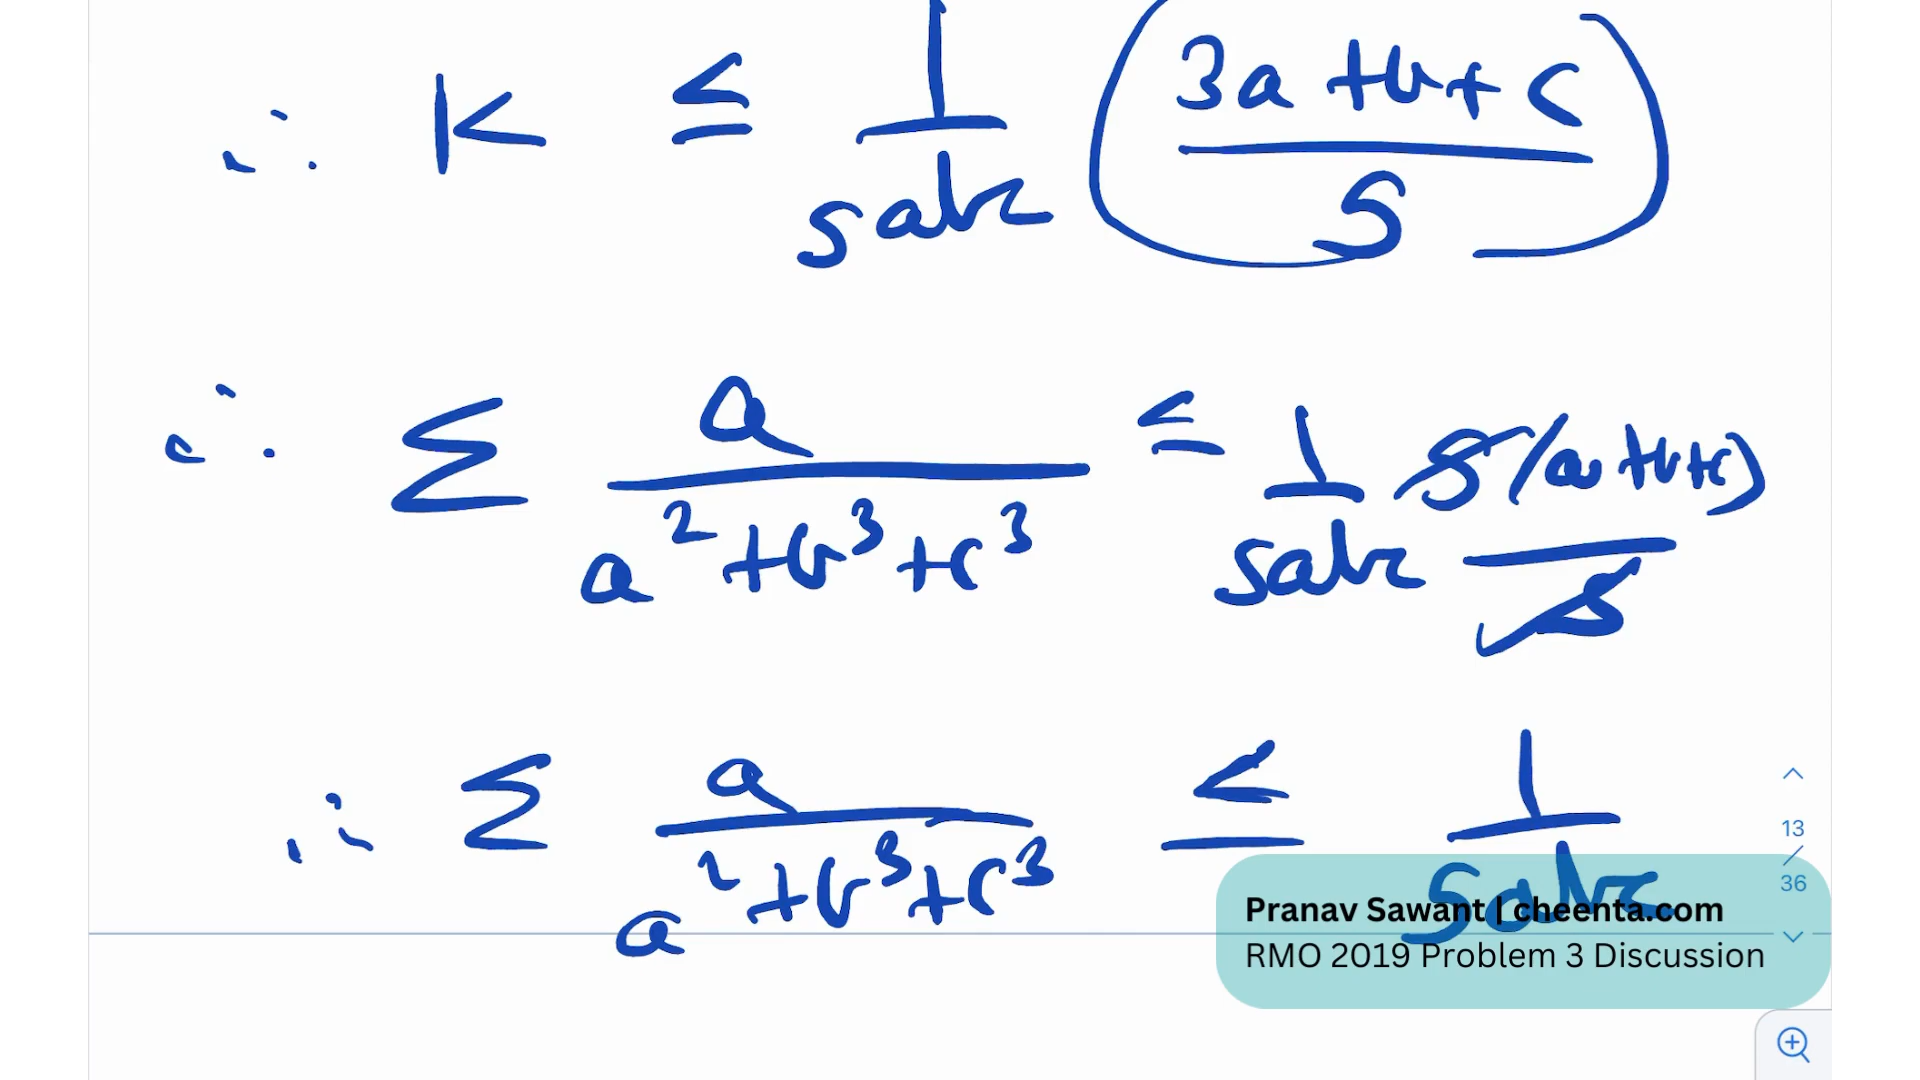 ∴ K ≤ 1/5abc (3a+b+c/5)
∴ Σ a/a²+b³+c³ ≤ 1/5abc 5(a+b+c)/5
∴ Σ a/a²+b³+c³ ≤ 1/5abc
13
/
36
Pranav Sawant | cheenta.com
RMO 2019 Problem 3 Discussion